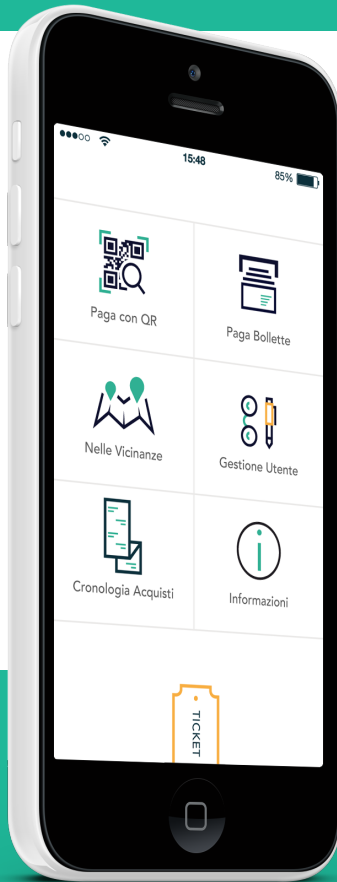 15:48
85%
Paga con QR
Paga Bollette
Nelle Vicinanze
Gestione Utente
Cronologia Acquisti
Informazioni
TICKET